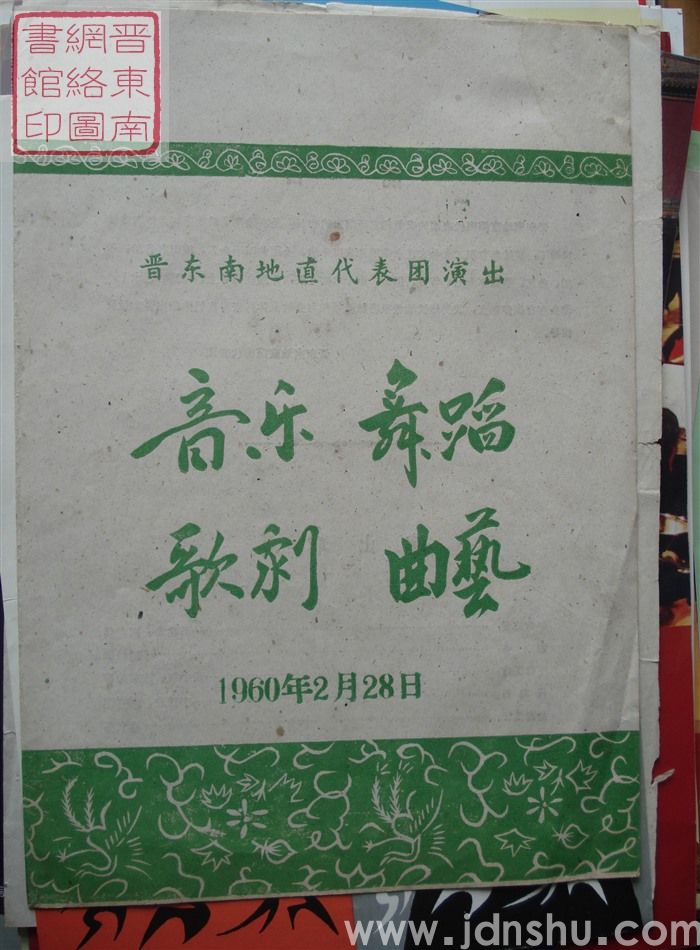 晋東南
網絡圖
書館印
晋东南地直代表团演出
音乐 舞蹈
歌剧 曲藝
1960年2月28日
www.jdnshu.com